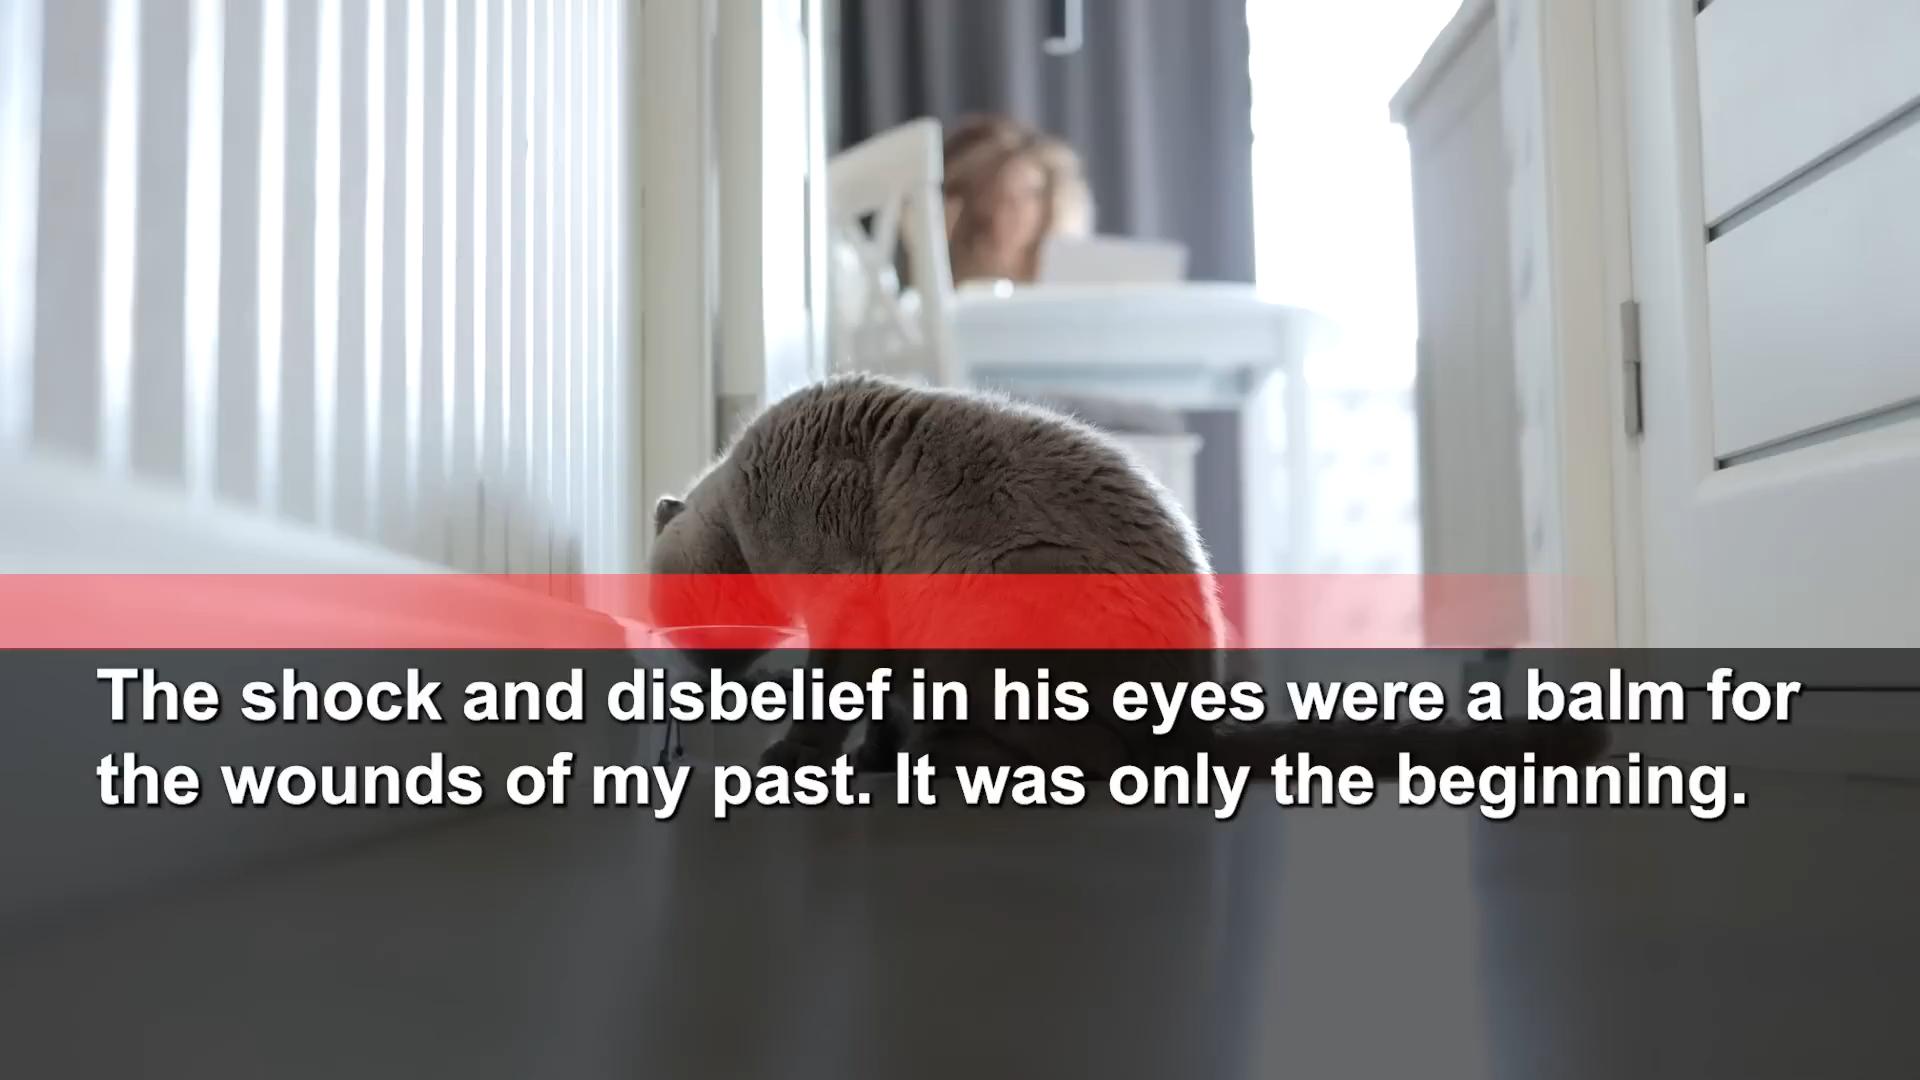 The shock and disbelief in his eyes were a balm for
the wounds of my past. It was only the beginning.